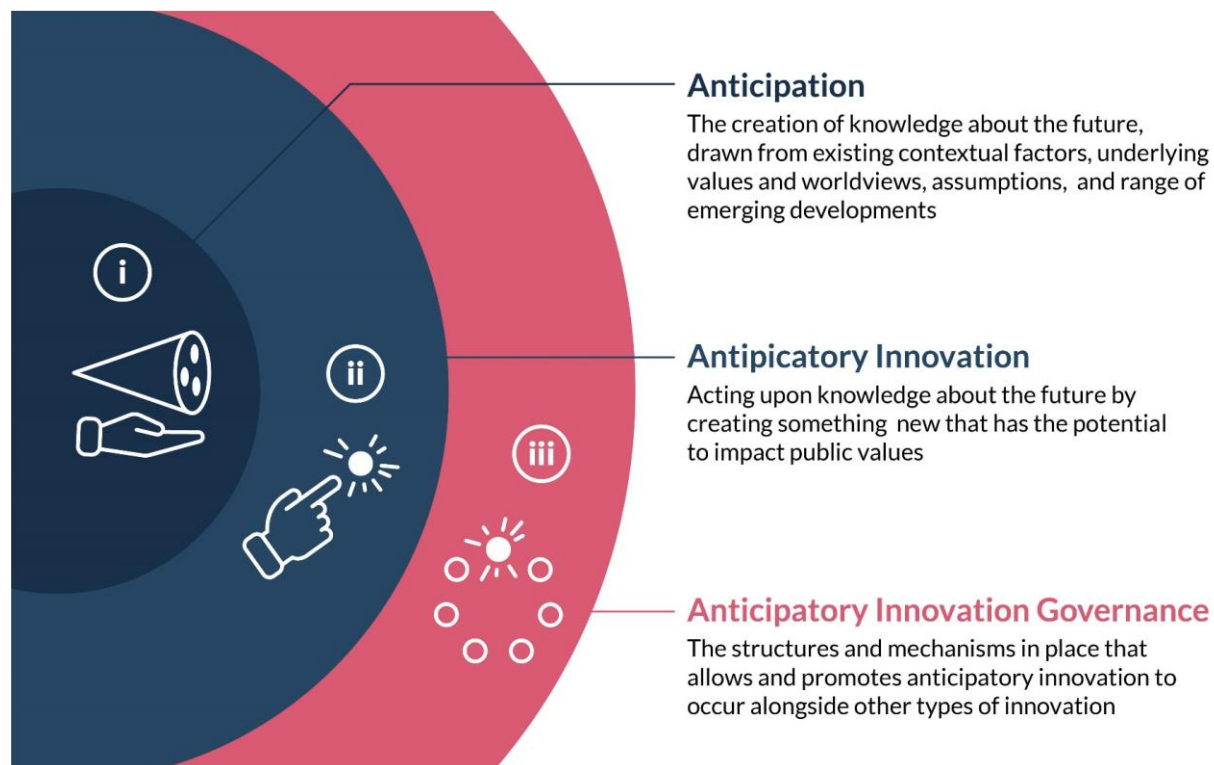 Anticipation
The creation of knowledge about the future,
drawn from existing contextual factors, underlying
values and worldviews, assumptions, and range of
emerging developments
i
Antipicatory Innovation
Acting upon knowledge about the future by
creating something new that has the potential
to impact public values
ii
Anticipatory Innovation Governance
The structures and mechanisms in place that
allows and promotes anticipatory innovation to
occur alongside other types of innovation
iii